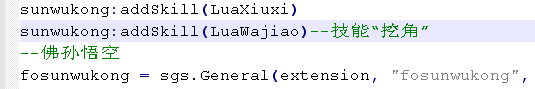 sunwukong:addSkill(LuaXiuxi)
sunwukong:addSkill(LuaWajiao)--技能“挖角”
--佛孙悟空
fosunwukong = sgs.General(extension, "fosunwukong",